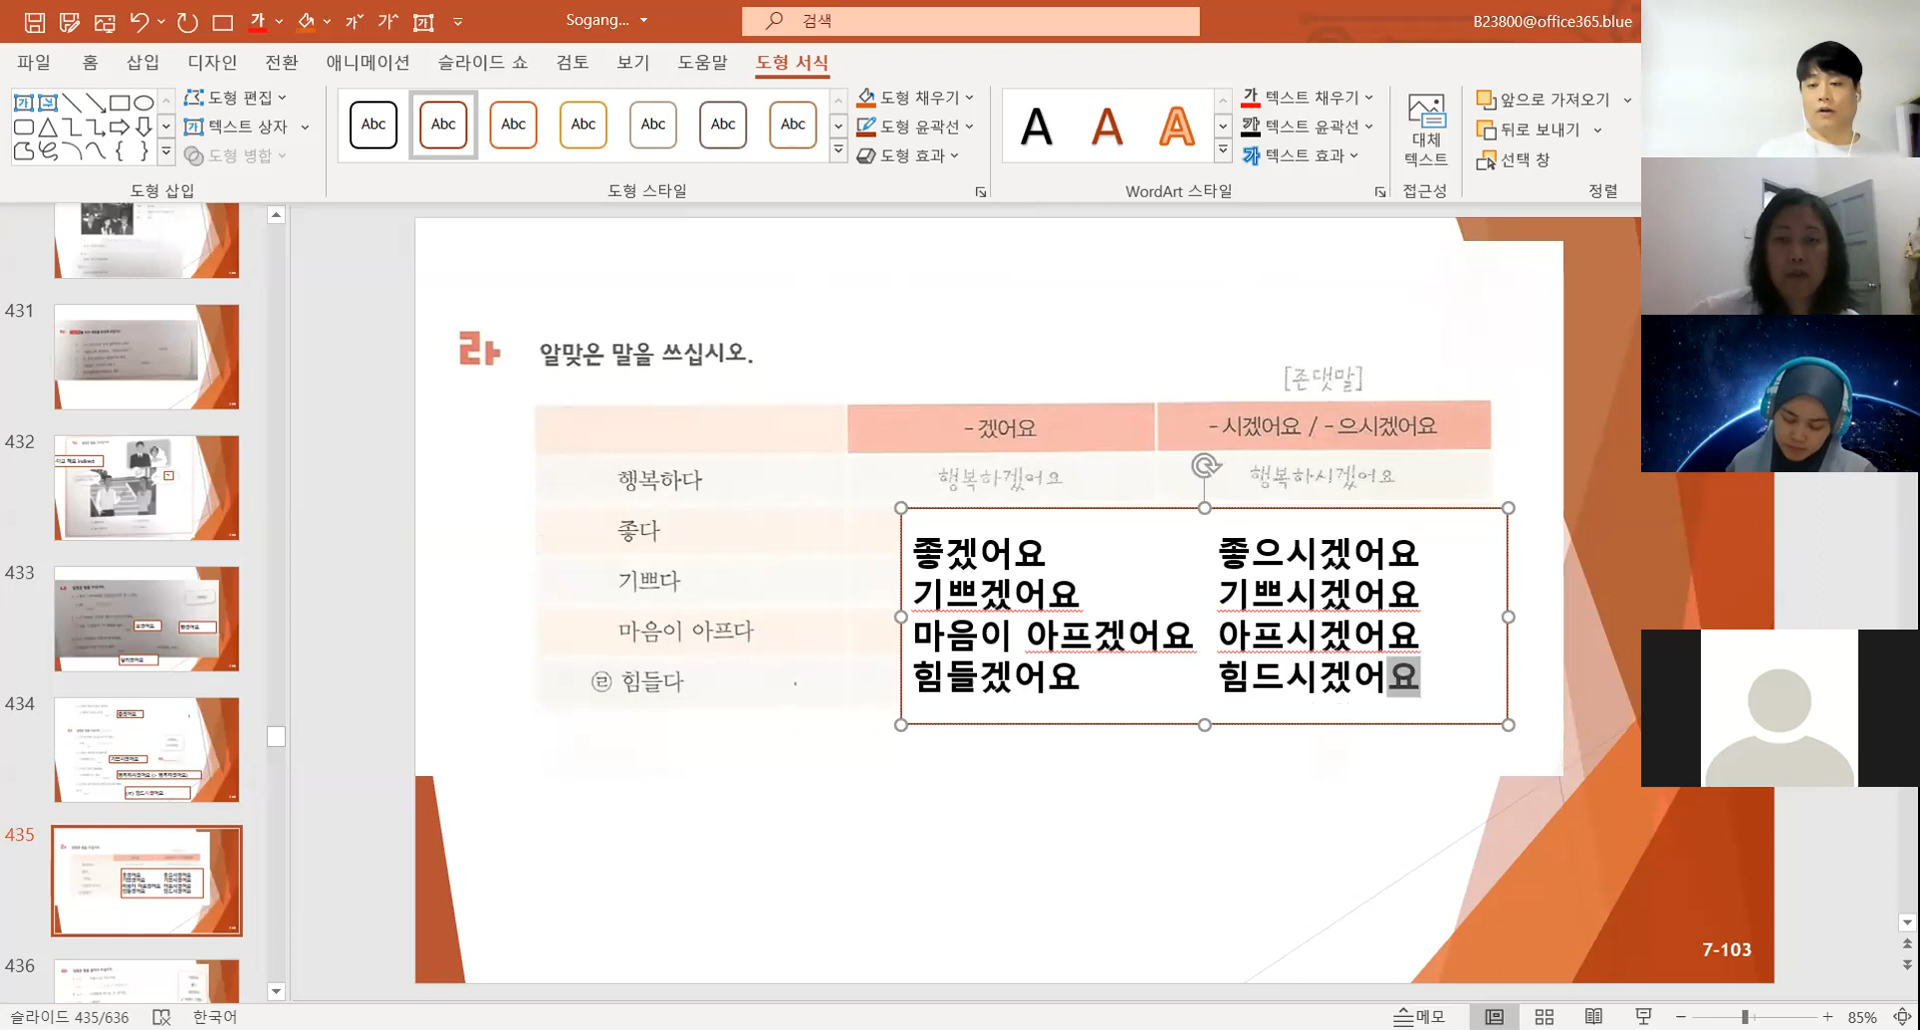 Sogang...
검색
B23800@office365.blue
파일 홈 삽입 디자인 전환 애니메이션 슬라이드 쇼 검토 보기 도움말 도형 서식
도형 편집
텍스트 상자
도형 병합
도형 삽입
Abc Abc Abc Abc Abc Abc Abc
도형 채우기
도형 윤곽선
도형 효과
도형 스타일
A A A
텍스트 채우기
텍스트 윤곽선
텍스트 효과
WordArt 스타일
대체
텍스트
접근성
앞으로 가져오기
뒤로 보내기
선택 창
정렬
431
432
433
434
435
436
라 알맞은 말을 쓰십시오.
[존댓말]
-겠어요 -시겠어요 / -으시겠어요
행복하다 행복하겠어요 행복하시겠어요
좋다 좋겠어요 좋으시겠어요
기쁘다 기쁘겠어요 기쁘시겠어요
마음이 아프다 마음이 아프겠어요 아프시겠어요
㉣ 힘들다 힘들겠어요 힘드시겠어요
7-103
슬라이드 435/636 한국어
메모 85%